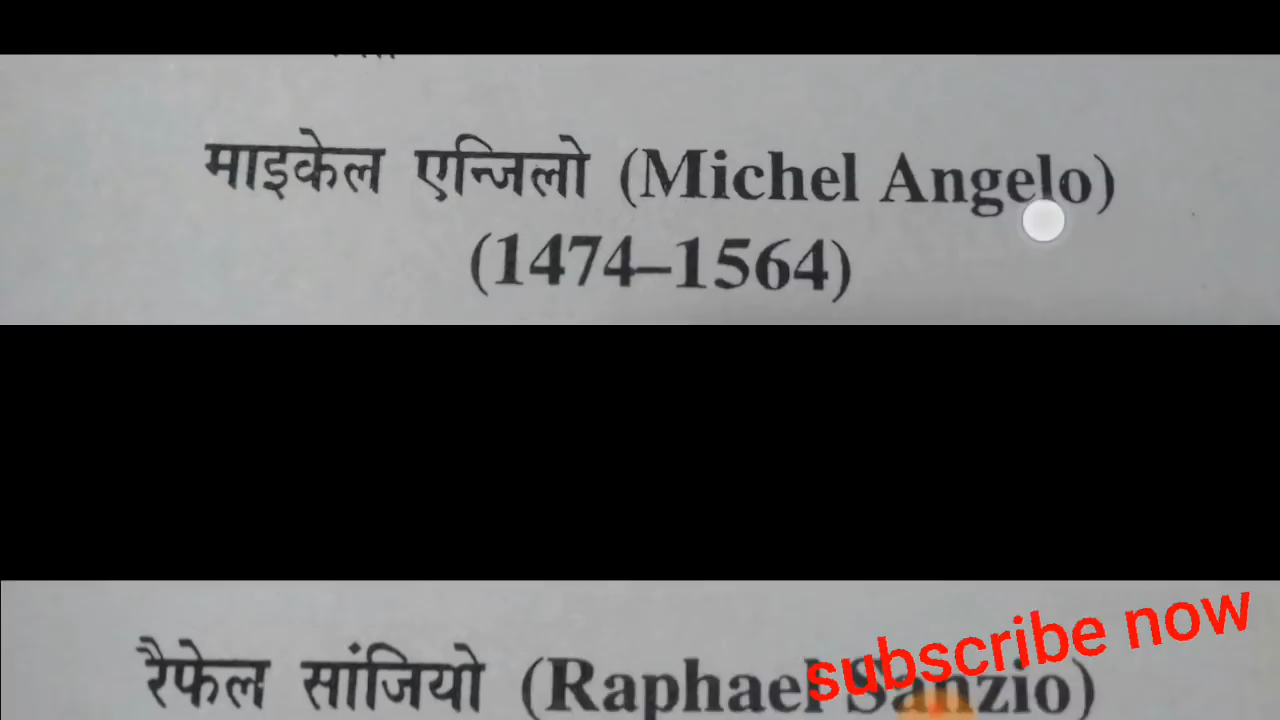 माइकेल एन्जिलो (Michel Angelo)
(1474–1564)
रैफेल सांजियो (Raphael Sanzio)
subscribe now